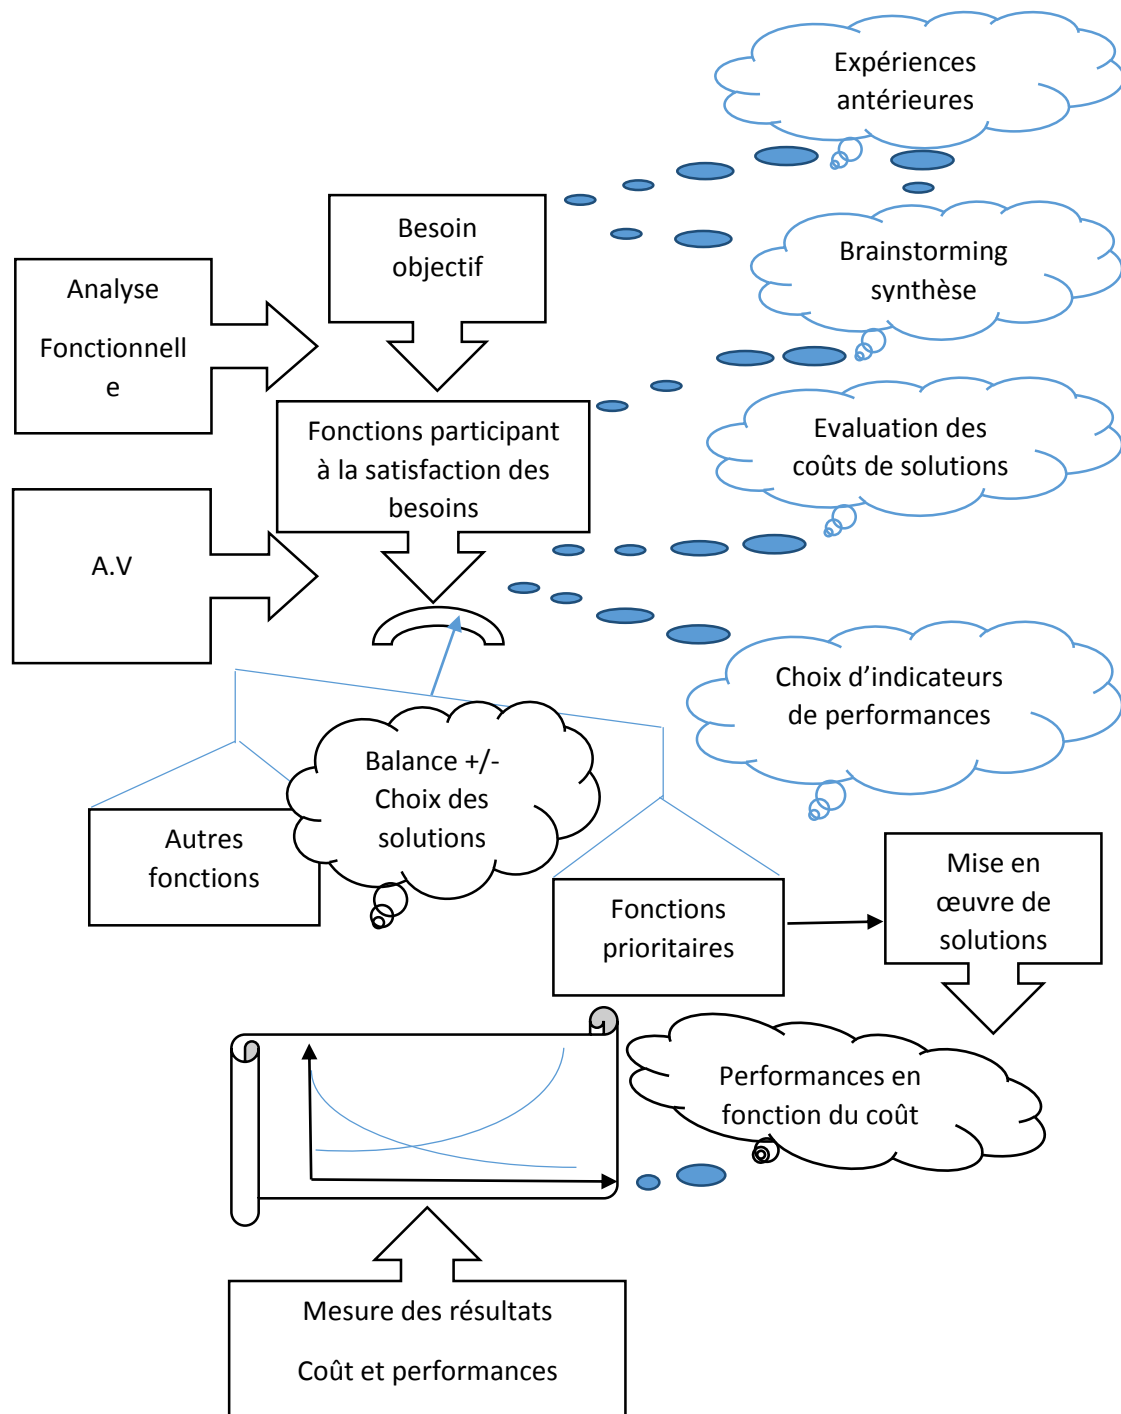 Expériences
antérieures
Besoin
objectif
Brainstorming
synthèse
Analyse
Fonctionnell
e
Fonctions participant
à la satisfaction des
besoins
Evaluation des
coûts de solutions
A.V
Choix d’indicateurs
de performances
Balance +/-
Choix des
solutions
Autres
fonctions
Fonctions
prioritaires
Mise en
œuvre de
solutions
Performances en
fonction du coût
Mesure des résultats
Coût et performances